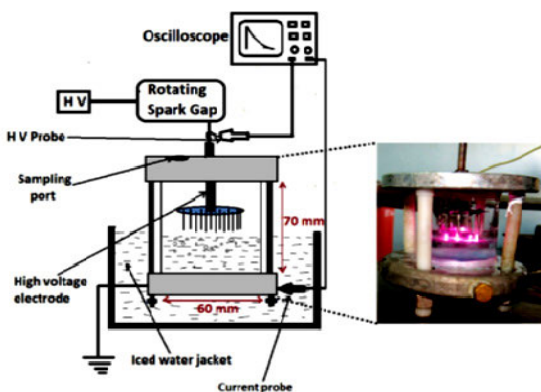 Oscilloscope
H V
Rotating
Spark Gap
H V Probe
Sampling
port
70 mm
High voltage
electrode
60 mm
Iced water jacket
Current probe